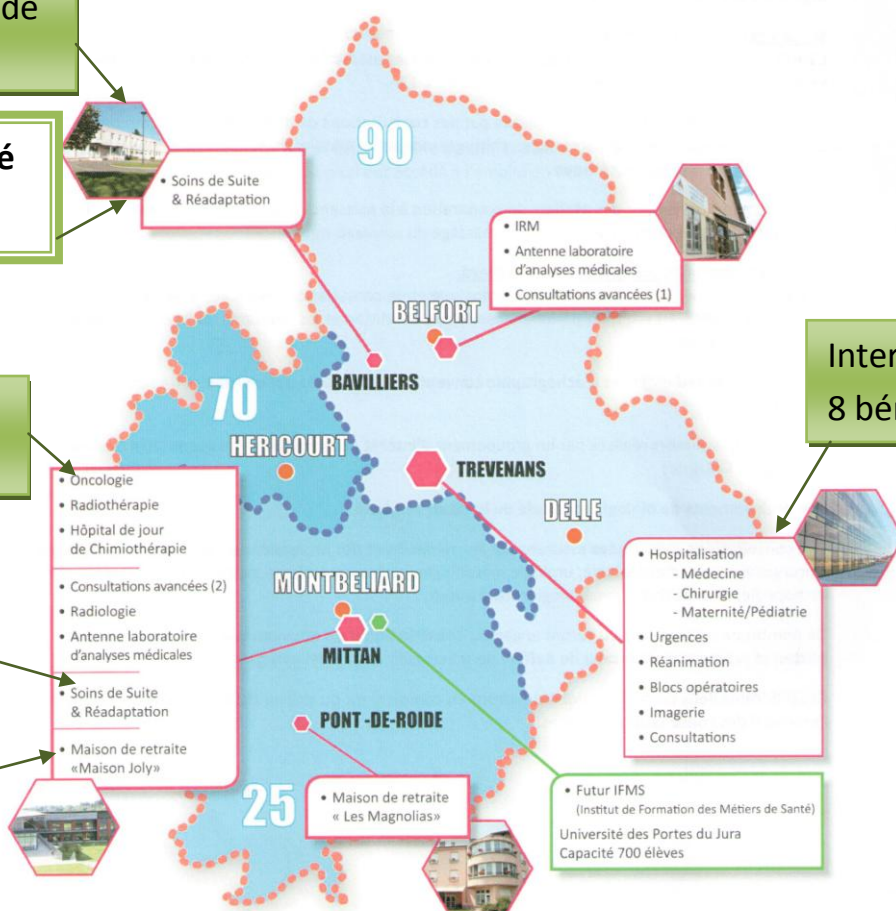 de
é
• Soins de Suite
& Réadaptation
90
• IRM
• Antenne laboratoire
d'analyses médicales
• Consultations avancées (1)
BELFORT
BAVILLIERS
70
HERICOURT
TREVENANS
DELLE
Inter
8 bé
• Oncologie
• Radiothérapie
• Hôpital de jour
de Chimiothérapie
• Consultations avancées (2)
• Radiologie
• Antenne laboratoire
d'analyses médicales
• Soins de Suite
& Réadaptation
• Maison de retraite
«Maison Joly»
MONTBELIARD
MITTAN
PONT -DE-ROIDE
25
• Hospitalisation
- Médecine
- Chirurgie
- Maternité/Pédiatrie
• Urgences
• Réanimation
• Blocs opératoires
• Imagerie
• Consultations
• Maison de retraite
« Les Magnolias»
• Futur IFMS
(Institut de Formation des Métiers de Santé)
Université des Portes du Jura
Capacité 700 élèves